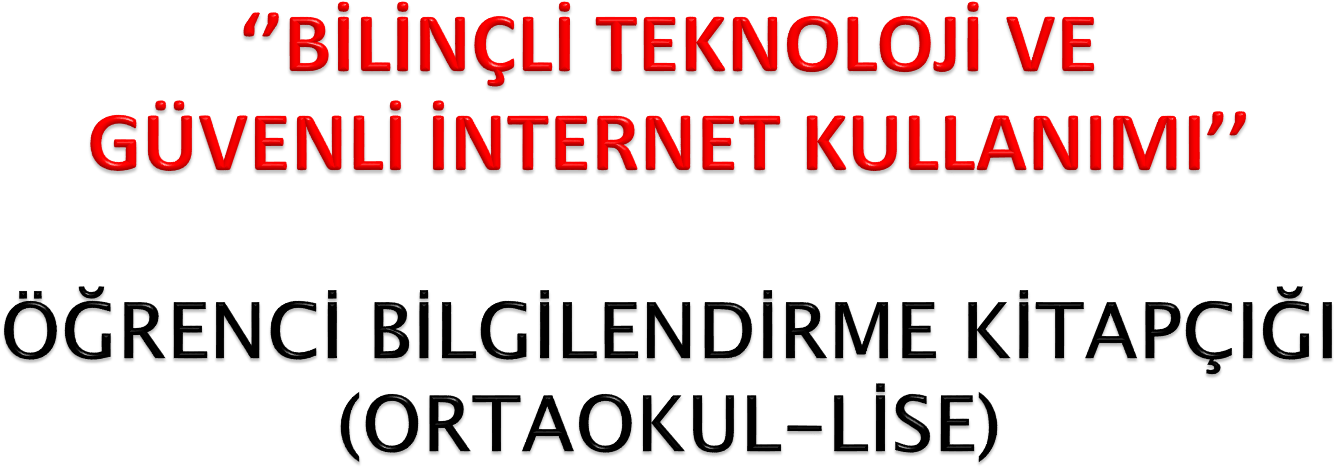 ‘’BİLİNÇLİ TEKNOLOJİ VE
GÜVENLİ İNTERNET KULLANIMI’’
ÖĞRENCİ BİLGİLENDİRME KİTAPÇIĞI
(ORTAOKUL-LİSE)